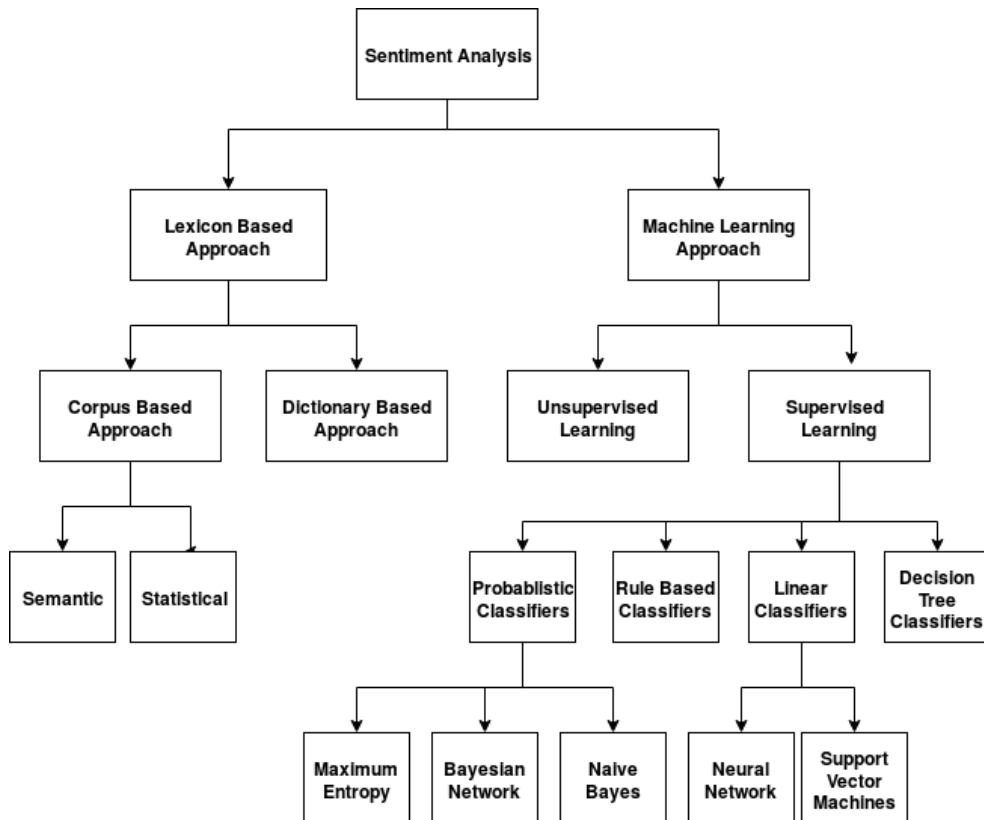 Sentiment Analysis
Lexicon Based
Approach
Machine Learning
Approach
Corpus Based
Approach
Dictionary Based
Approach
Unsupervised
Learning
Supervised
Learning
Semantic
Statistical
Probablistic
Classifiers
Rule Based
Classifiers
Linear
Classifiers
Decision
Tree
Classifiers
Maximum
Entropy
Bayesian
Network
Naive
Bayes
Neural
Network
Support
Vector
Machines